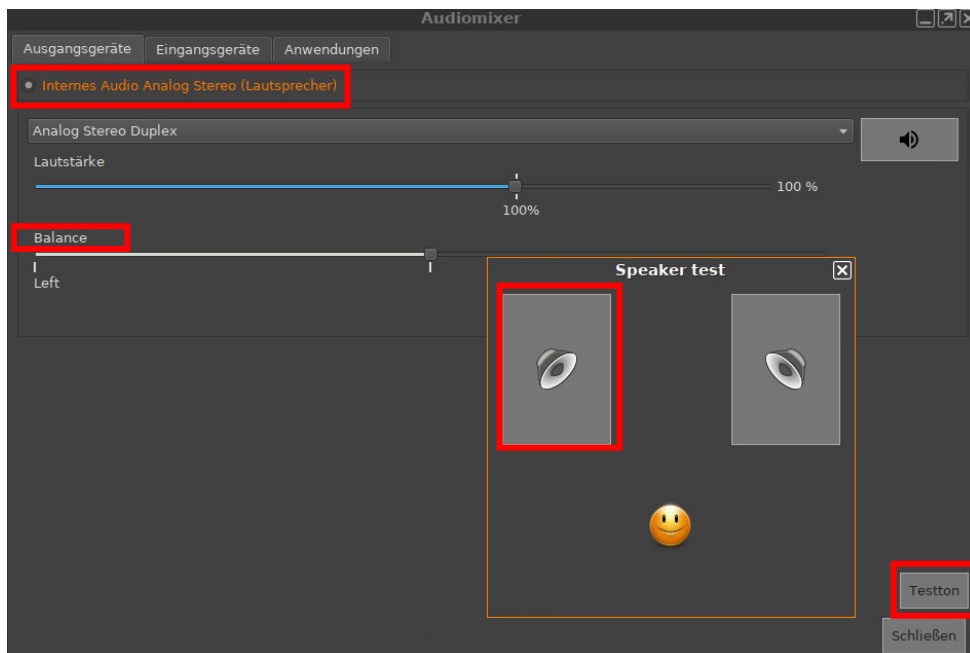 Audiomixer
Ausgangsgeräte Eingangsgeräte Anwendungen
Internes Audio Analog Stereo (Lautsprecher)
Analog Stereo Duplex
Lautstärke
100 %
100%
Balance
Left
Speaker test
Testton
Schließen